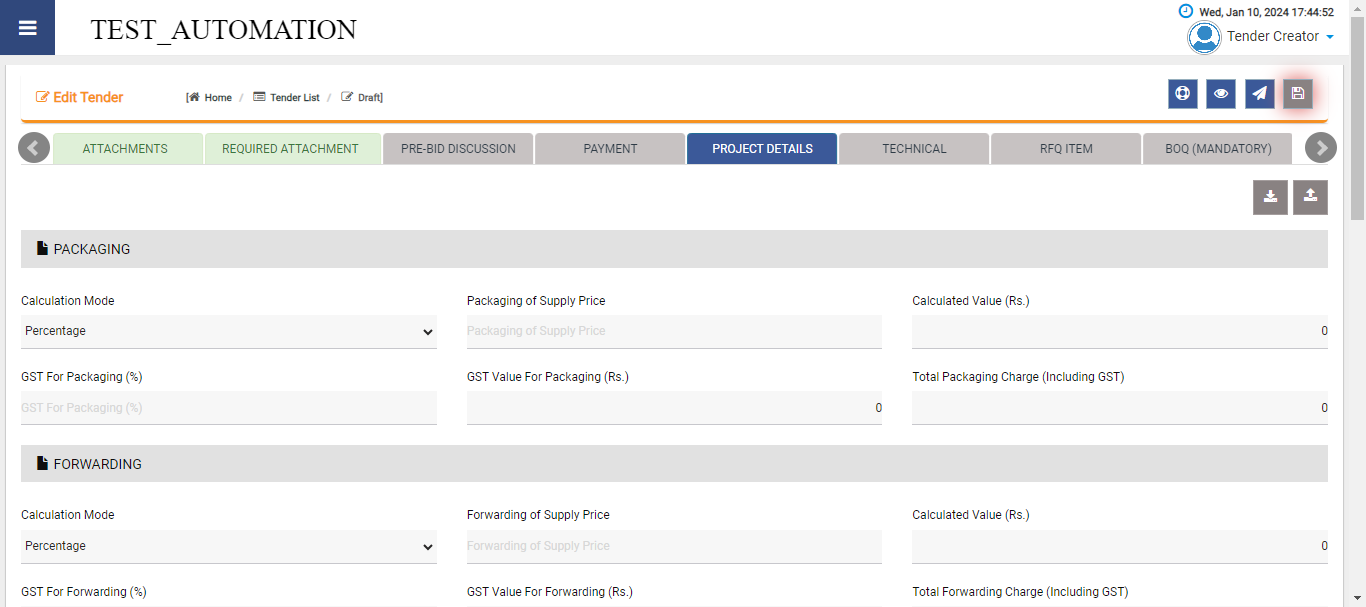 TEST_AUTOMATION
Wed, Jan 10, 2024 17:44:52
Tender Creator
Edit Tender
[ Home / Tender List / Draft]
ATTACHMENTS REQUIRED ATTACHMENT PRE-BID DISCUSSION PAYMENT PROJECT DETAILS TECHNICAL RFQ ITEM BOQ (MANDATORY)
PACKAGING
Calculation Mode Packaging of Supply Price Calculated Value (Rs.)
Percentage Packaging of Supply Price 0
GST For Packaging (%) GST Value For Packaging (Rs.) Total Packaging Charge (Including GST)
GST For Packaging (%) 0 0
FORWARDING
Calculation Mode Forwarding of Supply Price Calculated Value (Rs.)
Percentage Forwarding of Supply Price 0
GST For Forwarding (%) GST Value For Forwarding (Rs.) Total Forwarding Charge (Including GST)